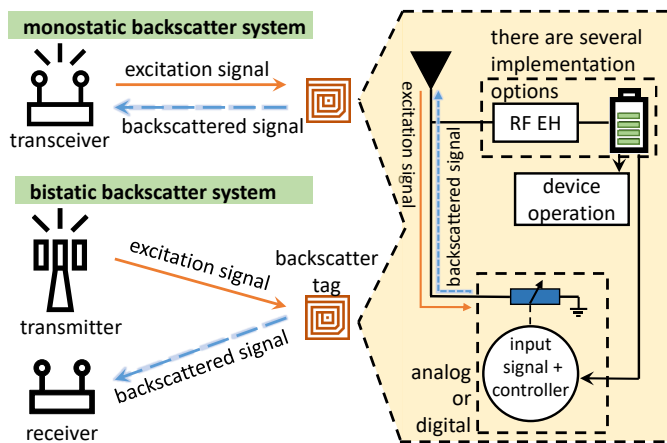 monostatic backscatter system
excitation signal
backscattered signal
transceiver
bistatic backscatter system
excitation signal
backscatter
tag
transmitter
backscattered signal
receiver
there are several
implementation
options
RF EH
device
operation
excitation signal
backscattered signal
input
signal +
controller
analog
or
digital